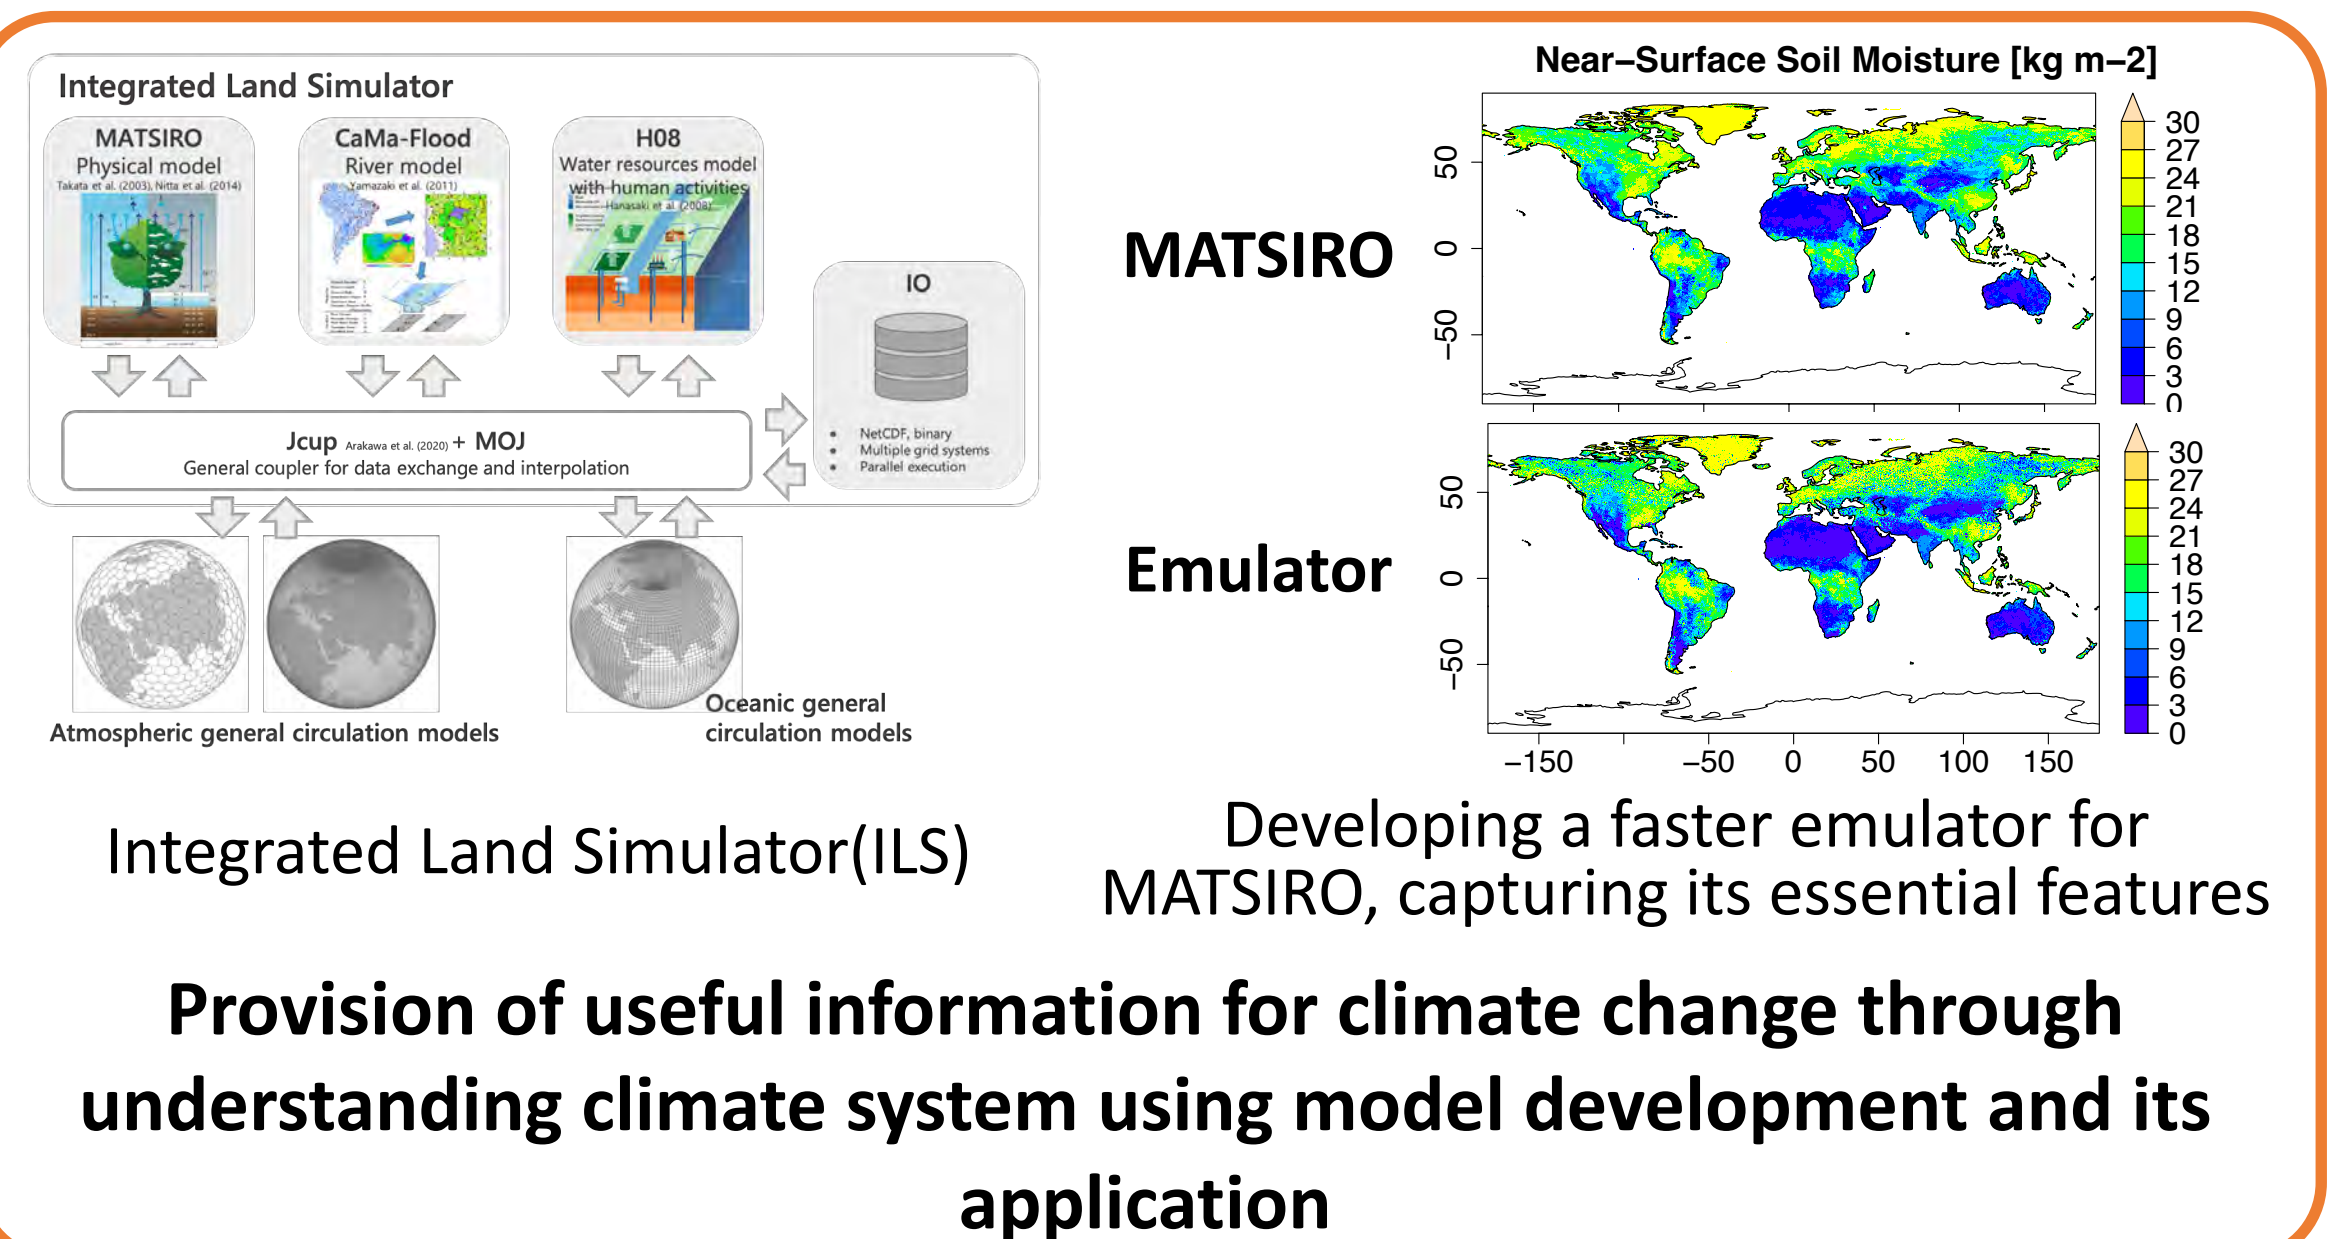 Integrated Land Simulator
MATSIRO
Physical model
Takata et al. (2003), Nitta et al. (2014)
CaMa-Flood
River model
Yamazaki et al. (2011)
H08
Water resources model
with human activities
Hanasaki et al. (2008)
IO
NetCDF, binary
Multiple grid systems
Parallel execution
Jcup Arakawa et al. (2020) + MOJ
General coupler for data exchange and interpolation
Atmospheric general circulation models
Oceanic general
circulation models
Integrated Land Simulator(ILS)
Near−Surface Soil Moisture [kg m−2]
MATSIRO
50
0
−50
30
27
24
21
18
15
12
9
6
3
0
Emulator
50
0
−50
30
27
24
21
18
15
12
9
6
3
0
−150
−50
0
50
100
150
Developing a faster emulator for
MATSIRO, capturing its essential features
Provision of useful information for climate change through
understanding climate system using model development and its
application